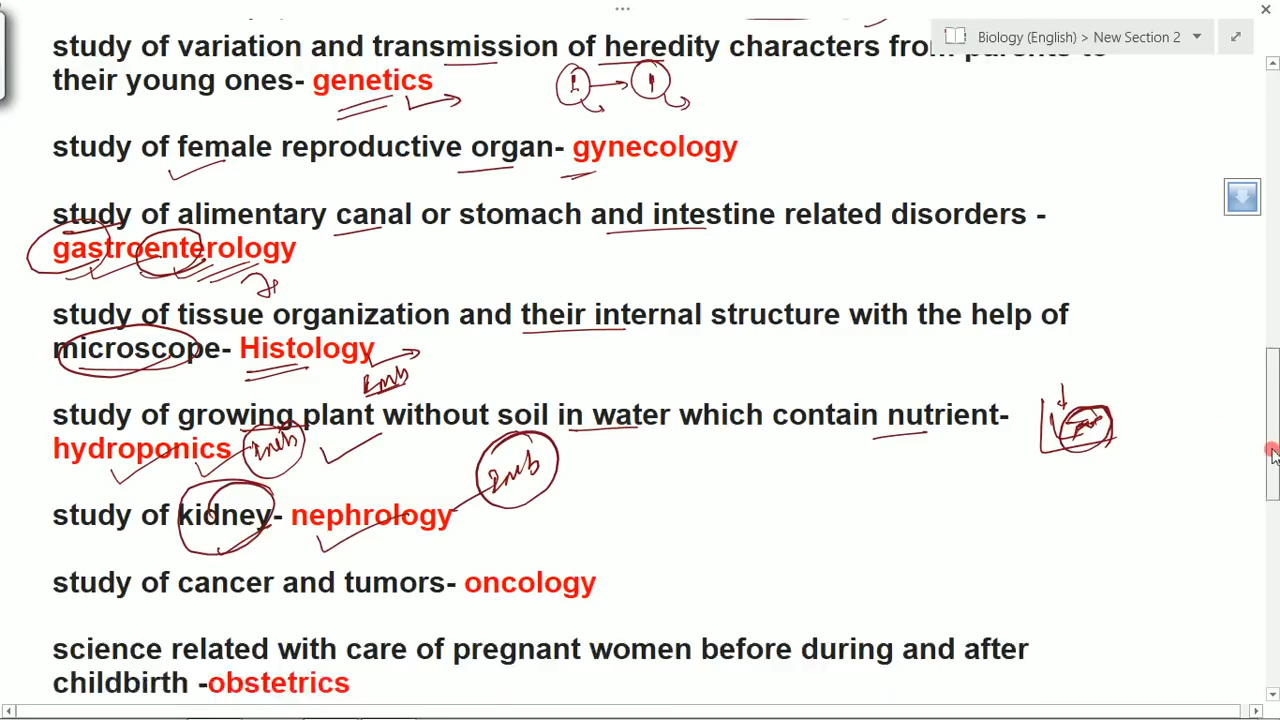 Biology (English) > New Section 2
study of variation and transmission of heredity characters from parents to
their young ones- genetics
study of female reproductive organ- gynecology
study of alimentary canal or stomach and intestine related disorders -
gastroenterology
study of tissue organization and their internal structure with the help of
microscope- Histology
study of growing plant without soil in water which contain nutrient-
hydroponics
study of kidney- nephrology
study of cancer and tumors- oncology
science related with care of pregnant women before during and after
childbirth -obstetrics